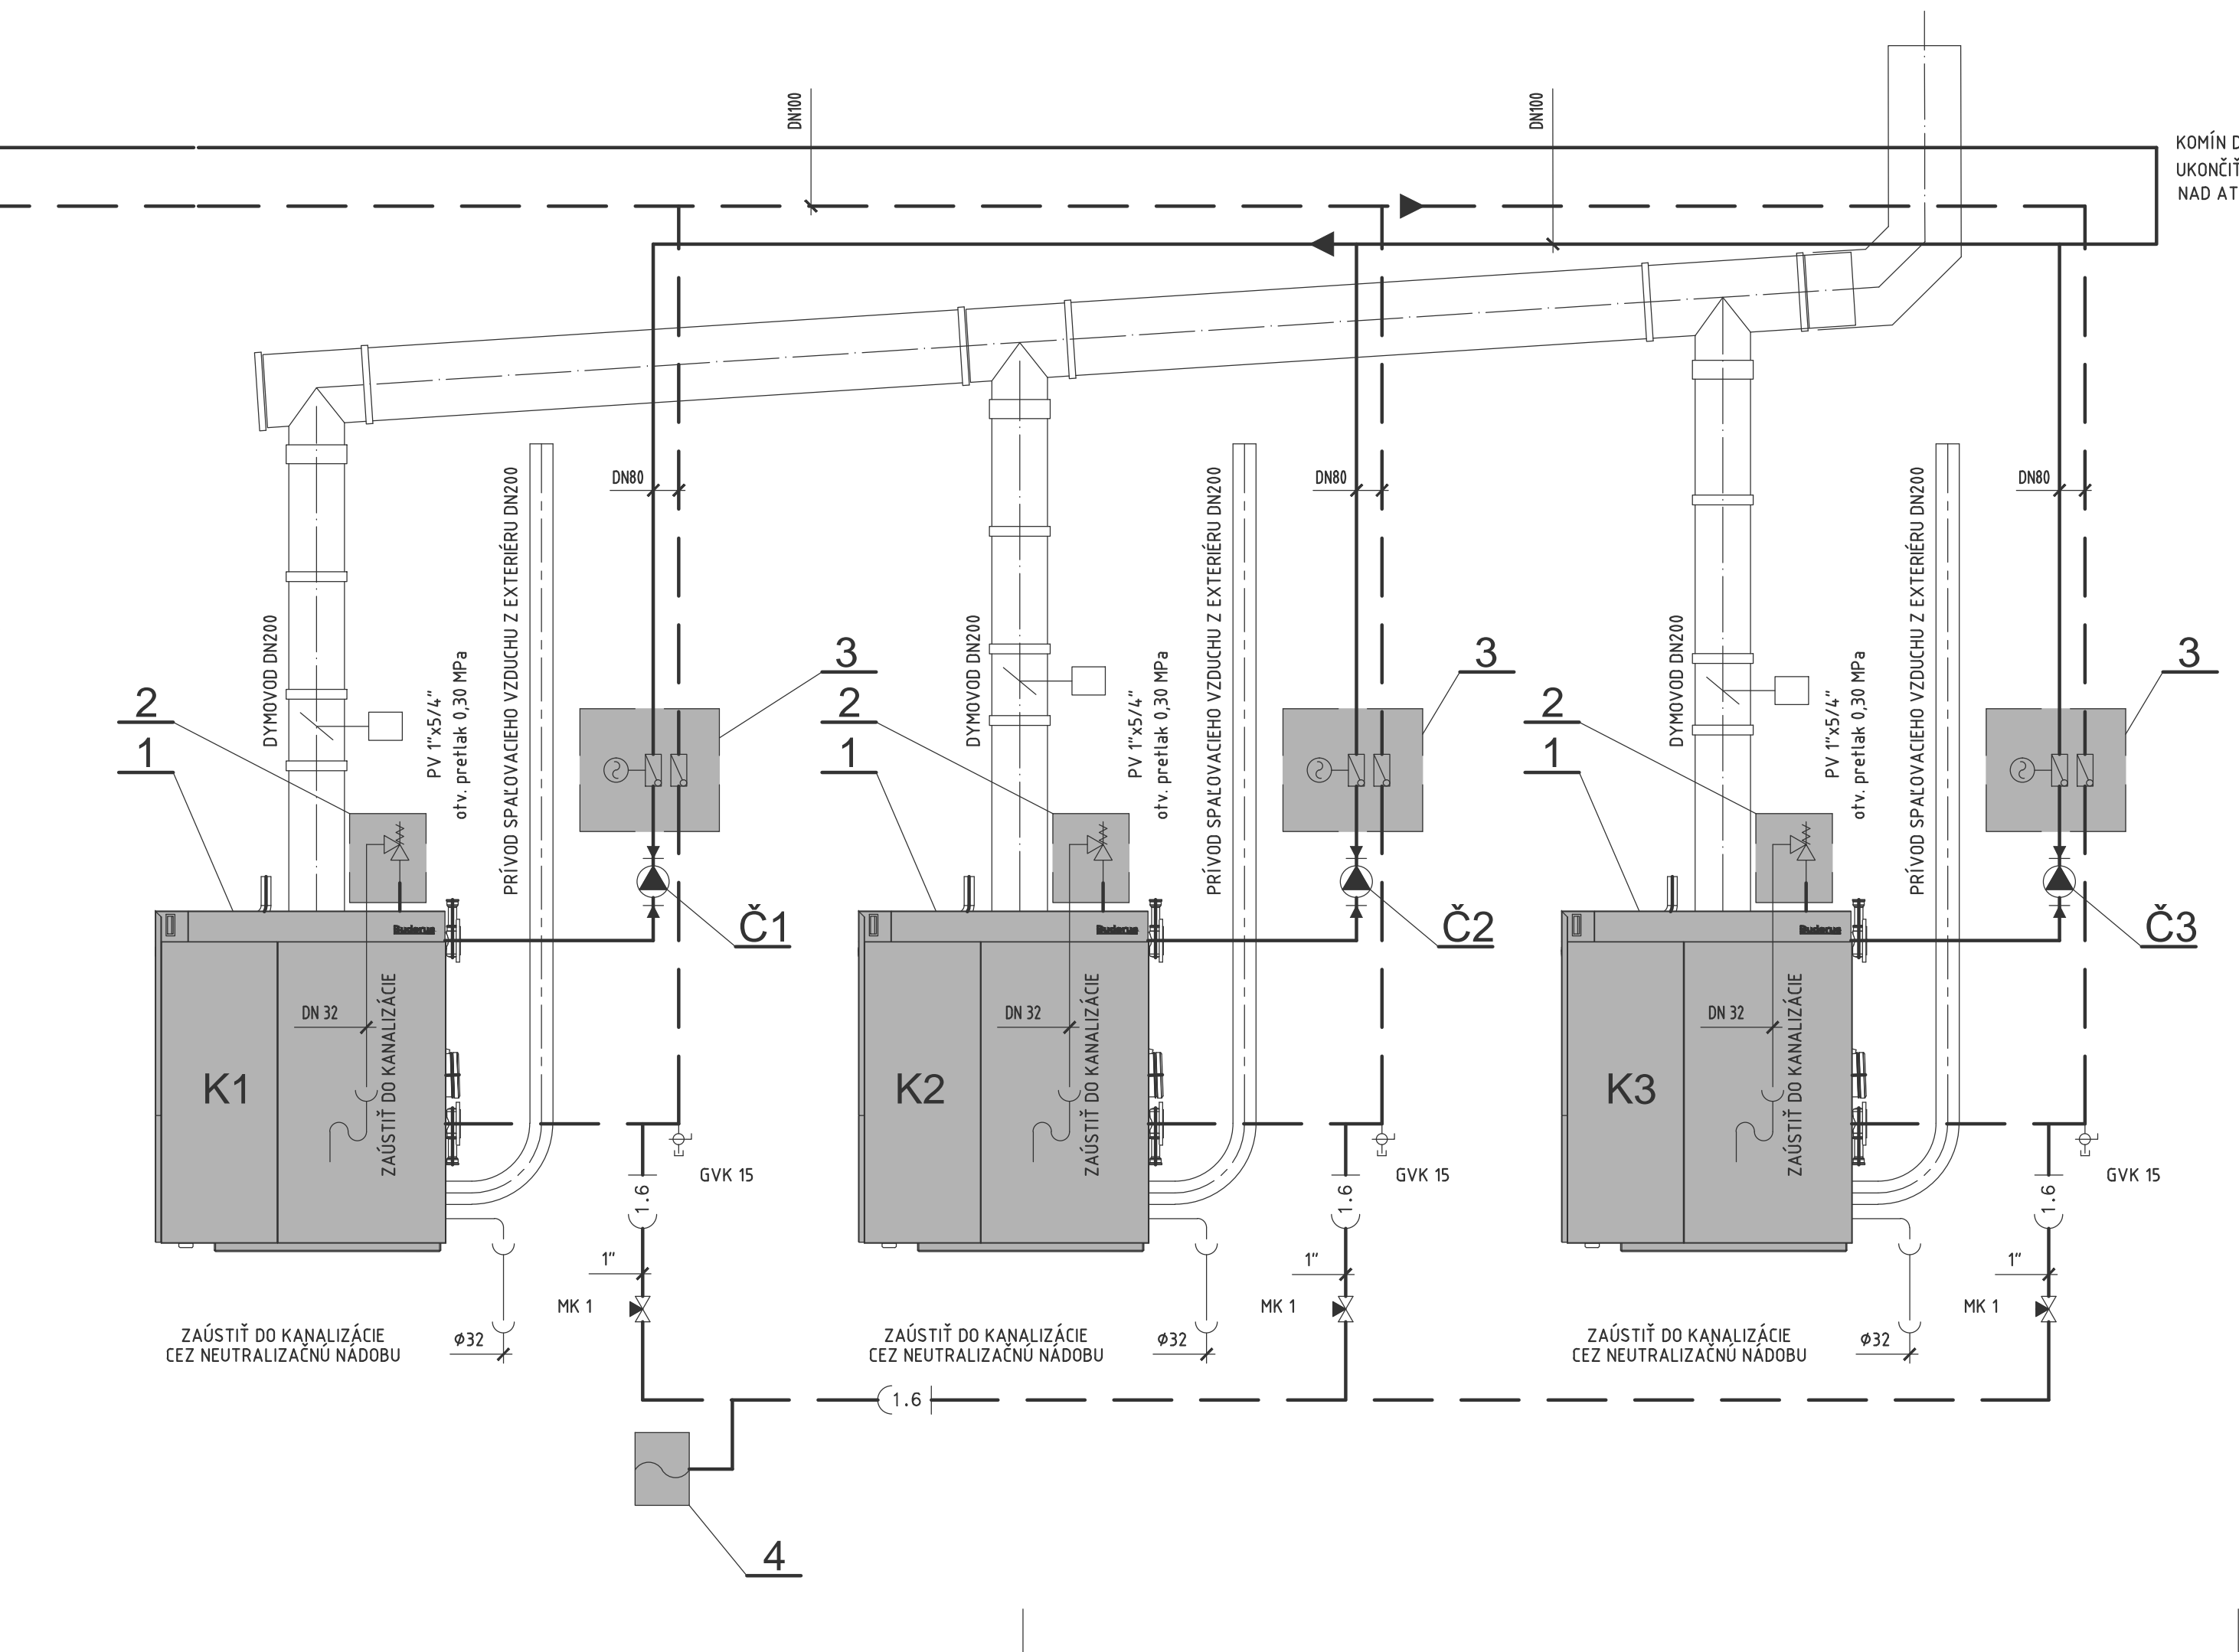 DN100
DN100
KOMÍN
UKONČIŤ
NAD AT
DN80
DN80
DN80
DYMOVOD DN200
PV 1"x5/4"
otv. pretlak 0,30 MPa
PRÍVOD SPAĽOVACIEHO VZDUCHU Z EXTERIÉRU DN200
DYMOVOD DN200
PV 1"x5/4"
otv. pretlak 0,30 MPa
PRÍVOD SPAĽOVACIEHO VZDUCHU Z EXTERIÉRU DN200
DYMOVOD DN200
PV 1"x5/4"
otv. pretlak 0,30 MPa
PRÍVOD SPAĽOVACIEHO VZDUCHU Z EXTERIÉRU DN200
3
3
3
2
2
2
1
1
1
Č1
Č2
Č3
Buderus
Buderus
Buderus
DN 32
DN 32
DN 32
ZAÚSTIŤ DO KANALIZÁCIE
ZAÚSTIŤ DO KANALIZÁCIE
ZAÚSTIŤ DO KANALIZÁCIE
K1
K2
K3
GVK 15
GVK 15
GVK 15
1.6
1.6
1.6
1"
1"
1"
MK 1
MK 1
MK 1
ZAÚSTIŤ DO KANALIZÁCIE
CEZ NEUTRALIZAČNÚ NÁDOBU
ø32
ZAÚSTIŤ DO KANALIZÁCIE
CEZ NEUTRALIZAČNÚ NÁDOBU
ø32
ZAÚSTIŤ DO KANALIZÁCIE
CEZ NEUTRALIZAČNÚ NÁDOBU
ø32
1.6
4